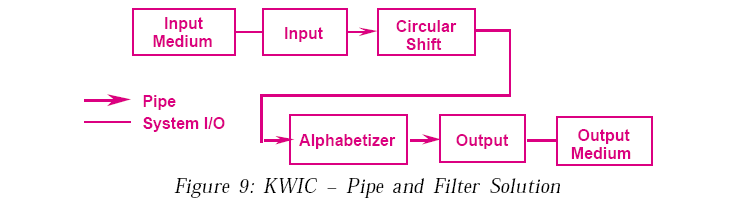 Input
Medium
Input
Circular
Shift
Pipe
System I/O
Alphabetizer
Output
Output
Medium
Figure 9: KWIC – Pipe and Filter Solution